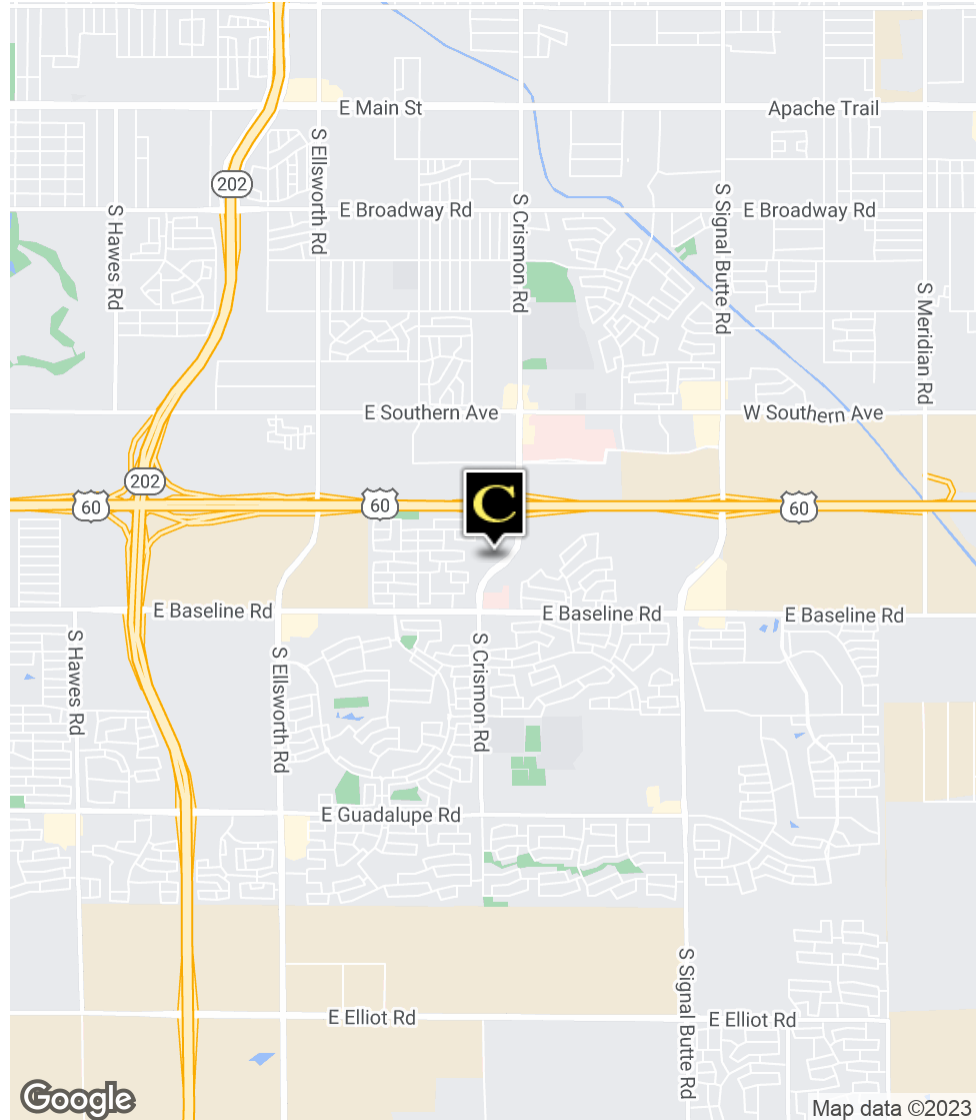 E Main St
Apache Trail
S Ellsworth Rd
202
S Signal Butte Rd
S Crismon Rd
E Broadway Rd
E Broadway Rd
S Hawes Rd
S Meridian Rd
E Southern Ave
W Southern Ave
202
60
60
C
60
E Baseline Rd
E Baseline Rd
E Baseline Rd
S Hawes Rd
S Ellsworth Rd
S Crismon Rd
E Guadalupe Rd
S Signal Butte Rd
E Elliot Rd
E Elliot Rd
Google
Map data ©2023